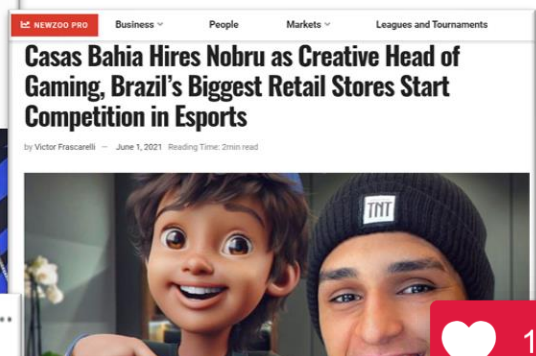 NEWZOO PRO Business People Markets Leagues and Tournaments
Casas Bahia Hires Nobru as Creative Head of
Gaming, Brazil's Biggest Retail Stores Start
Competition in Esports
by Victor Frascarelli — June 1, 2021 Reading Time: 2min read
TNT
1